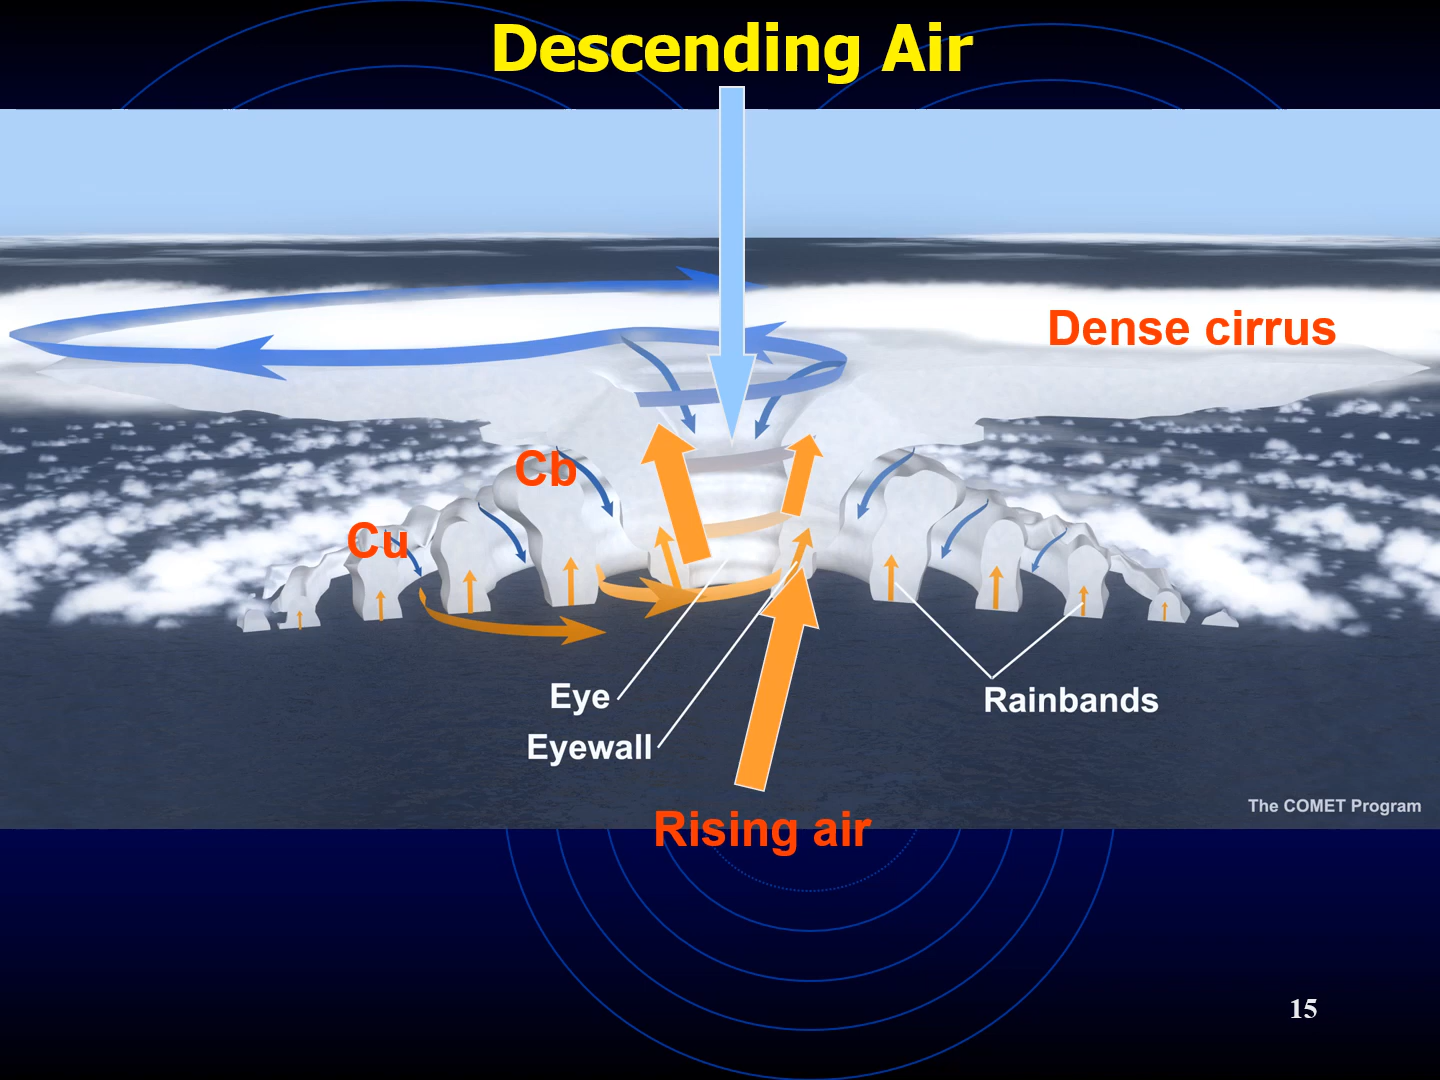 Descending Air
Dense cirrus
Cb
Cu
Eye
Rainbands
Eyewall
The COMET Program
Rising air
15